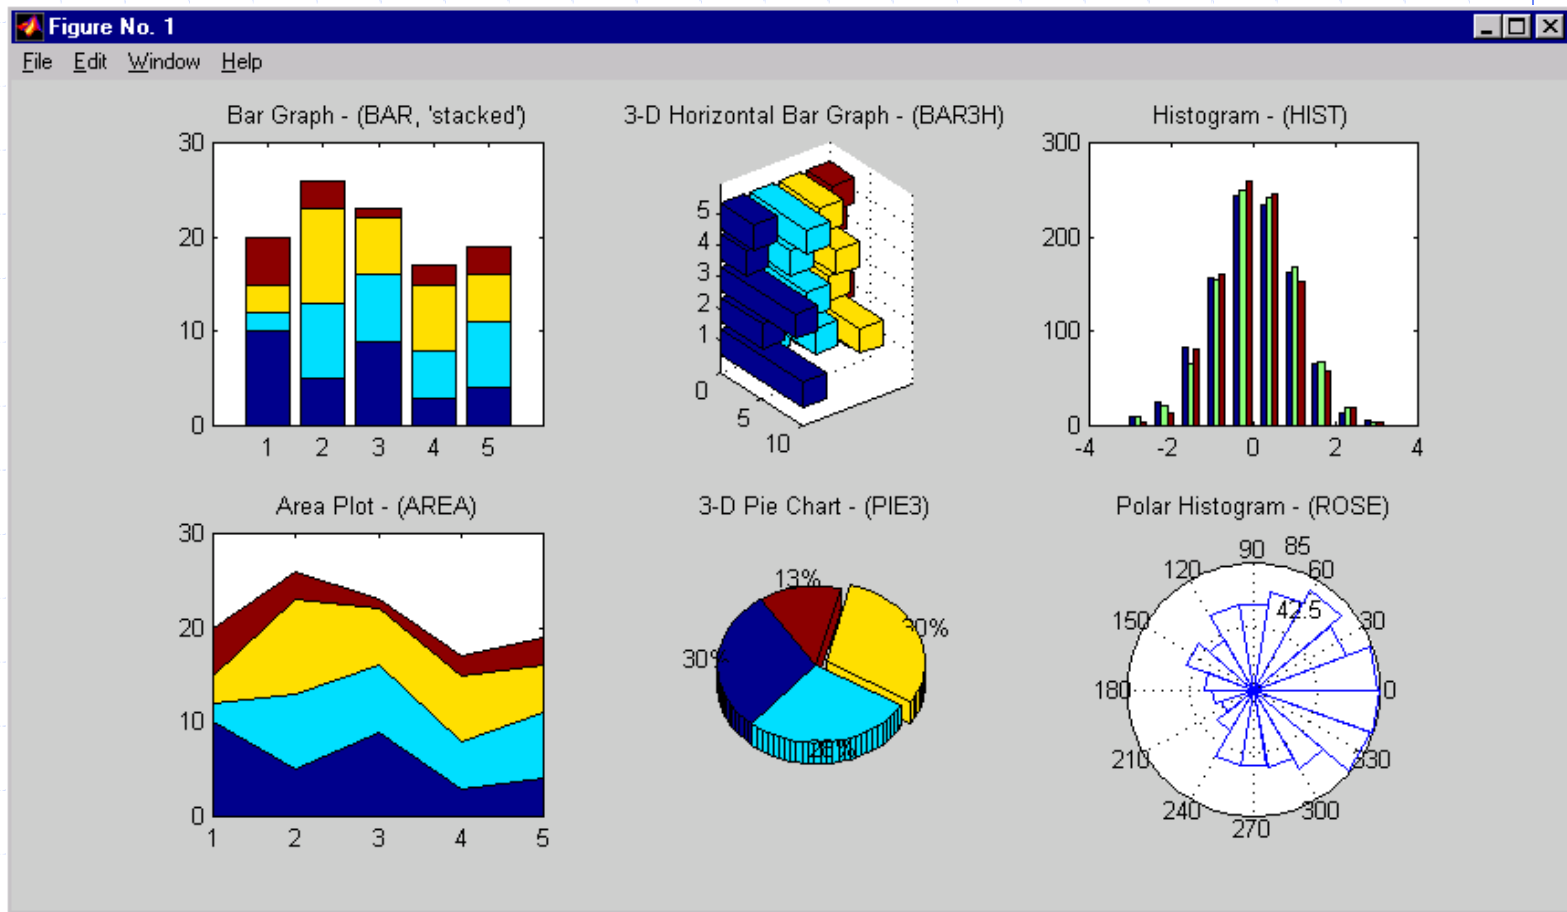 Figure No. 1
File Edit Window Help
Bar Graph - (BAR, 'stacked')
30
20
10
0
1 2 3 4 5
3-D Horizontal Bar Graph - (BAR3H)
5
4
3
2
1
0
5
10
Histogram - (HIST)
300
200
100
0
-4 -2 0 2 4
Area Plot - (AREA)
30
20
10
0
1 2 3 4 5
3-D Pie Chart - (PIE3)
13%
30%
30%
Polar Histogram - (ROSE)
90 85
120 60
42.5
150 30
180 0
210 330
240 300
270